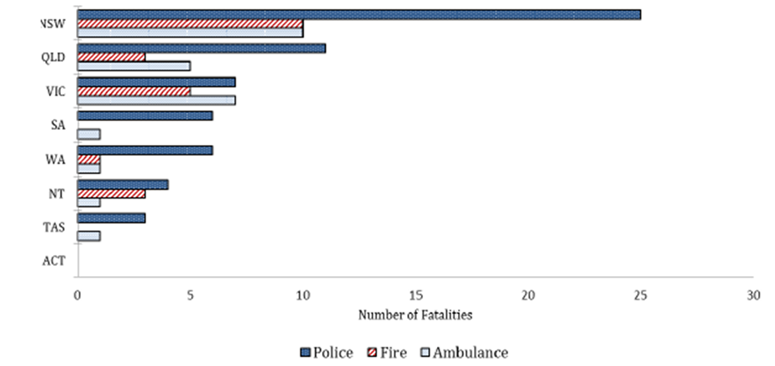 NSW
QLD
VIC
SA
WA
NT
TAS
ACT
0 5 10 15 20 25 30
Number of Fatalities
Police Fire Ambulance